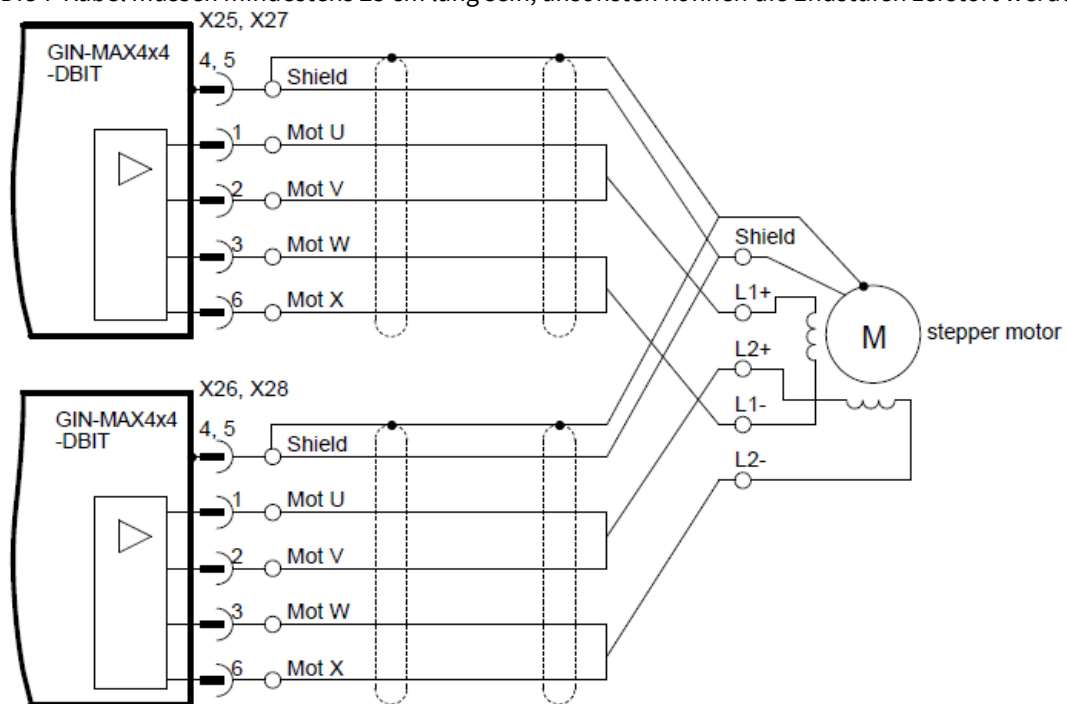 X25, X27
GIN-MAX4x4
-DBIT
4, 5
Shield
1
Mot U
2
Mot V
3
Mot W
6
Mot X
Shield
L1+
L2+
L1-
L2-
M
stepper motor
X26, X28
GIN-MAX4x4
-DBIT
4, 5
Shield
1
Mot U
2
Mot V
3
Mot W
6
Mot X